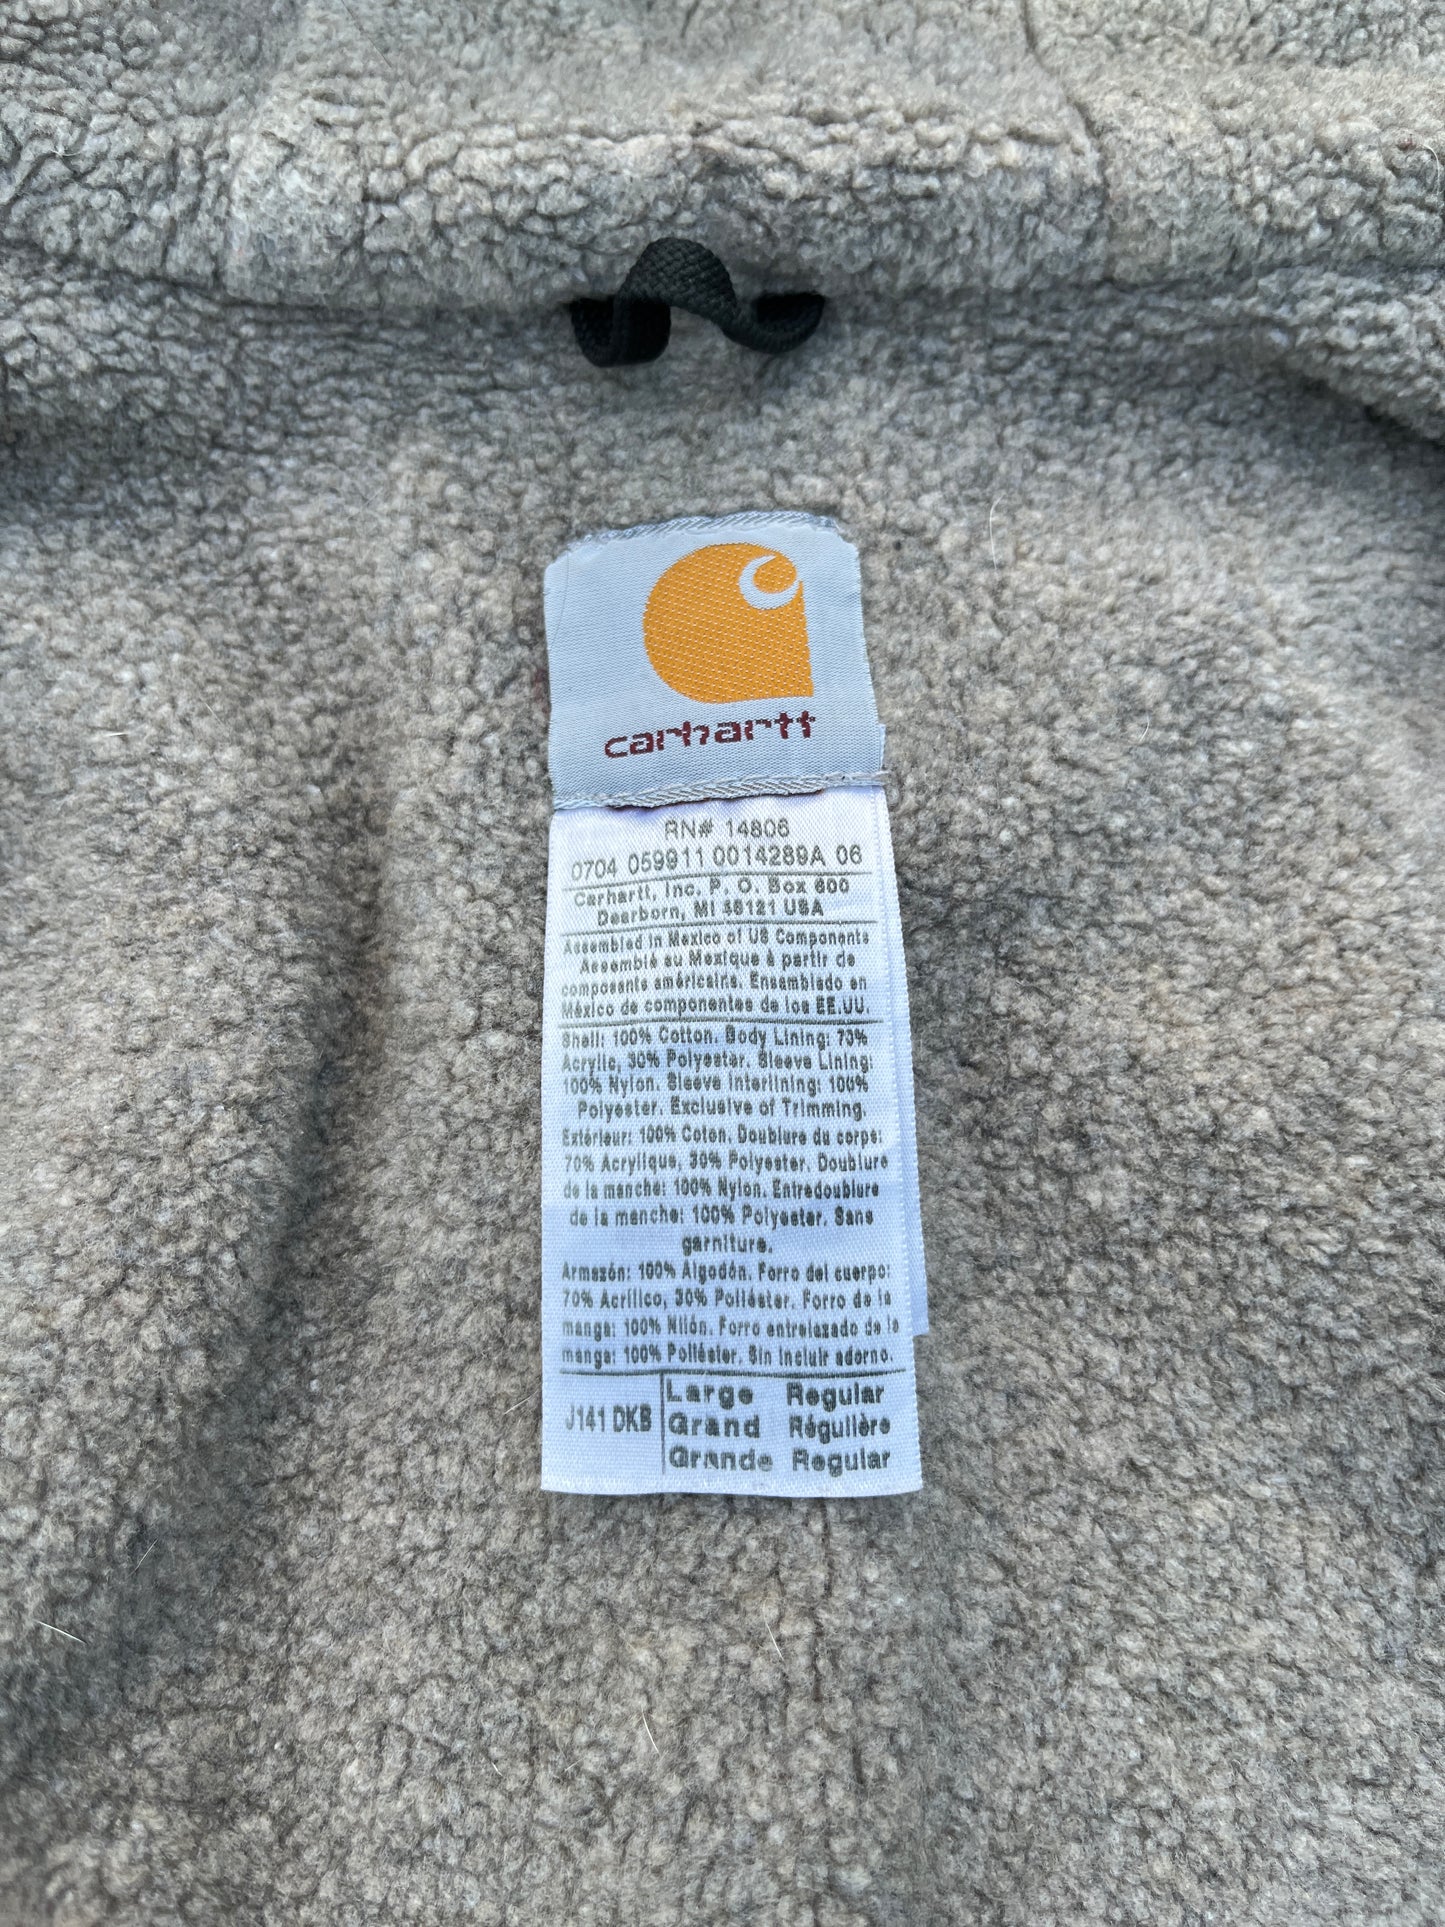 carhartt
RN# 14806
0704 059911 0014289A 06
Carhartt, Inc. P. O. Box 600
Dearborn, MI 48121 USA
Assembled in Mexico of US Components
Assemblé au Mexique à partir de
composants américains. Ensamblado en
México de componentes de los EE.UU.
Shell: 100% Cotton. Body Lining: 70%
Acrylic, 30% Polyester. Sleeve Lining:
100% Nylon. Sleeve Interlining: 100%
Polyester. Exclusive of Trimming.
Extérieur: 100% Coton. Doublure du corps:
70% Acrylique, 30% Polyester. Doublure
de la manche: 100% Nylon. Entredoublure
de la manche: 100% Polyester. Sans
garniture.
Armazón: 100% Algodón. Forro del cuerpo:
70% Acrílico, 30% Poliéster. Forro de la
manga: 100% Nilón. Forro entrelazado de la
manga: 100% Poliéster. Sin incluir adorno.
J141 DKB
Large Regular
Grand Régulière
Grande Regular